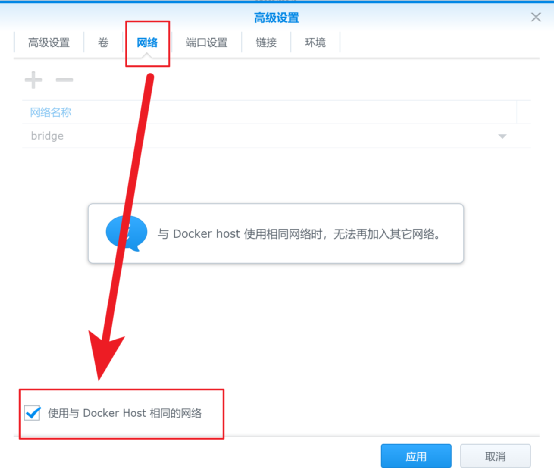 高级设置
高级设置 卷 网络 端口设置 链接 环境
网络名称
bridge
与 Docker host 使用相同网络时，无法再加入其它网络。
使用与 Docker Host 相同的网络
应用 取消